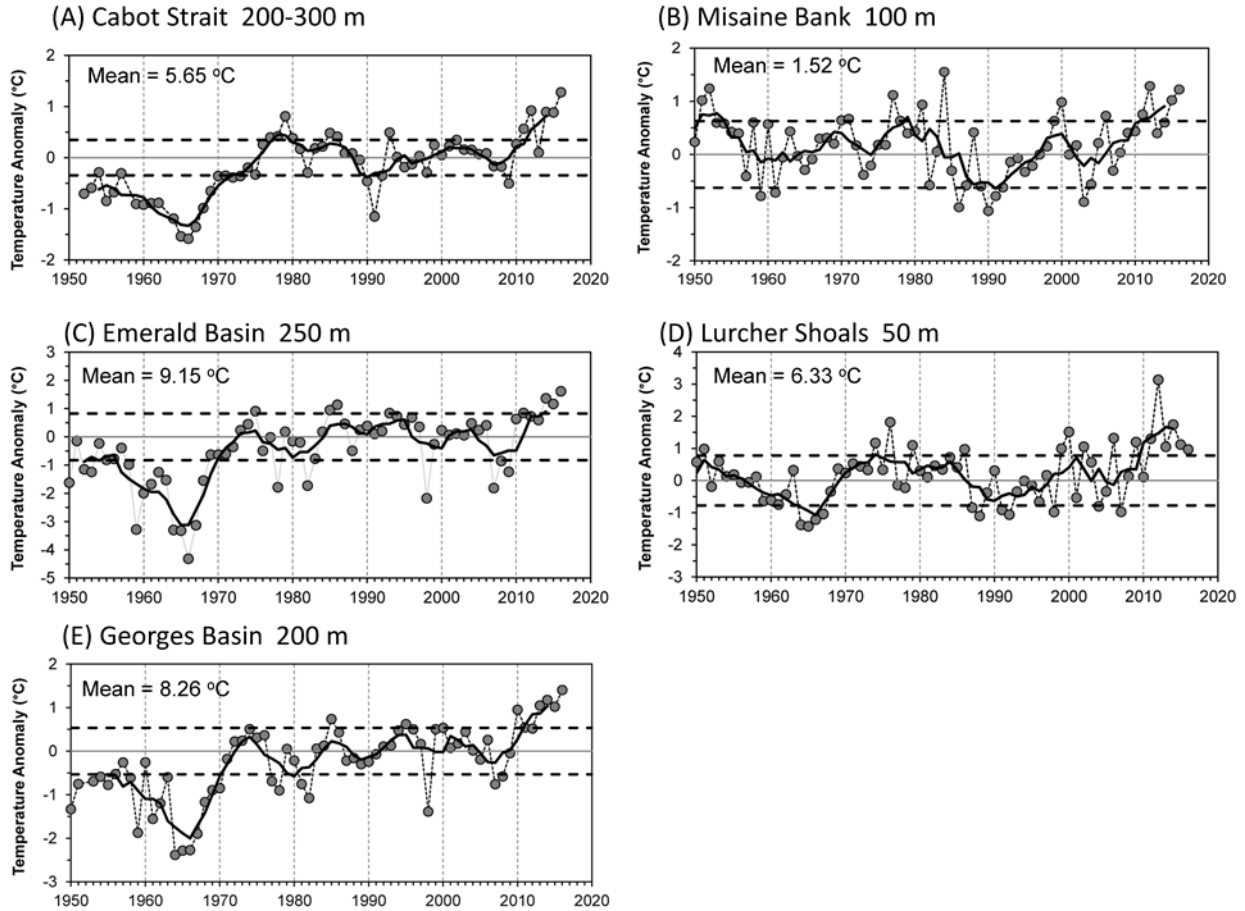 (A) Cabot Strait 200-300 m
Mean = 5.65 ºC
Temperature Anomaly (°C)
2
1
0
-1
-2
1950 1960 1970 1980 1990 2000 2010 2020
(B) Misaine Bank 100 m
Mean = 1.52 ºC
Temperature Anomaly (°C)
2
1
0
-1
-2
1950 1960 1970 1980 1990 2000 2010 2020
(C) Emerald Basin 250 m
Mean = 9.15 ºC
Temperature Anomaly (°C)
3
2
1
0
-1
-2
-3
-4
-5
1950 1960 1970 1980 1990 2000 2010 2020
(D) Lurcher Shoals 50 m
Mean = 6.33 ºC
Temperature Anomaly (°C)
4
3
2
1
0
-1
-2
-3
1950 1960 1970 1980 1990 2000 2010 2020
(E) Georges Basin 200 m
Mean = 8.26 ºC
Temperature Anomaly (°C)
2
1
0
-1
-2
-3
1950 1960 1970 1980 1990 2000 2010 2020